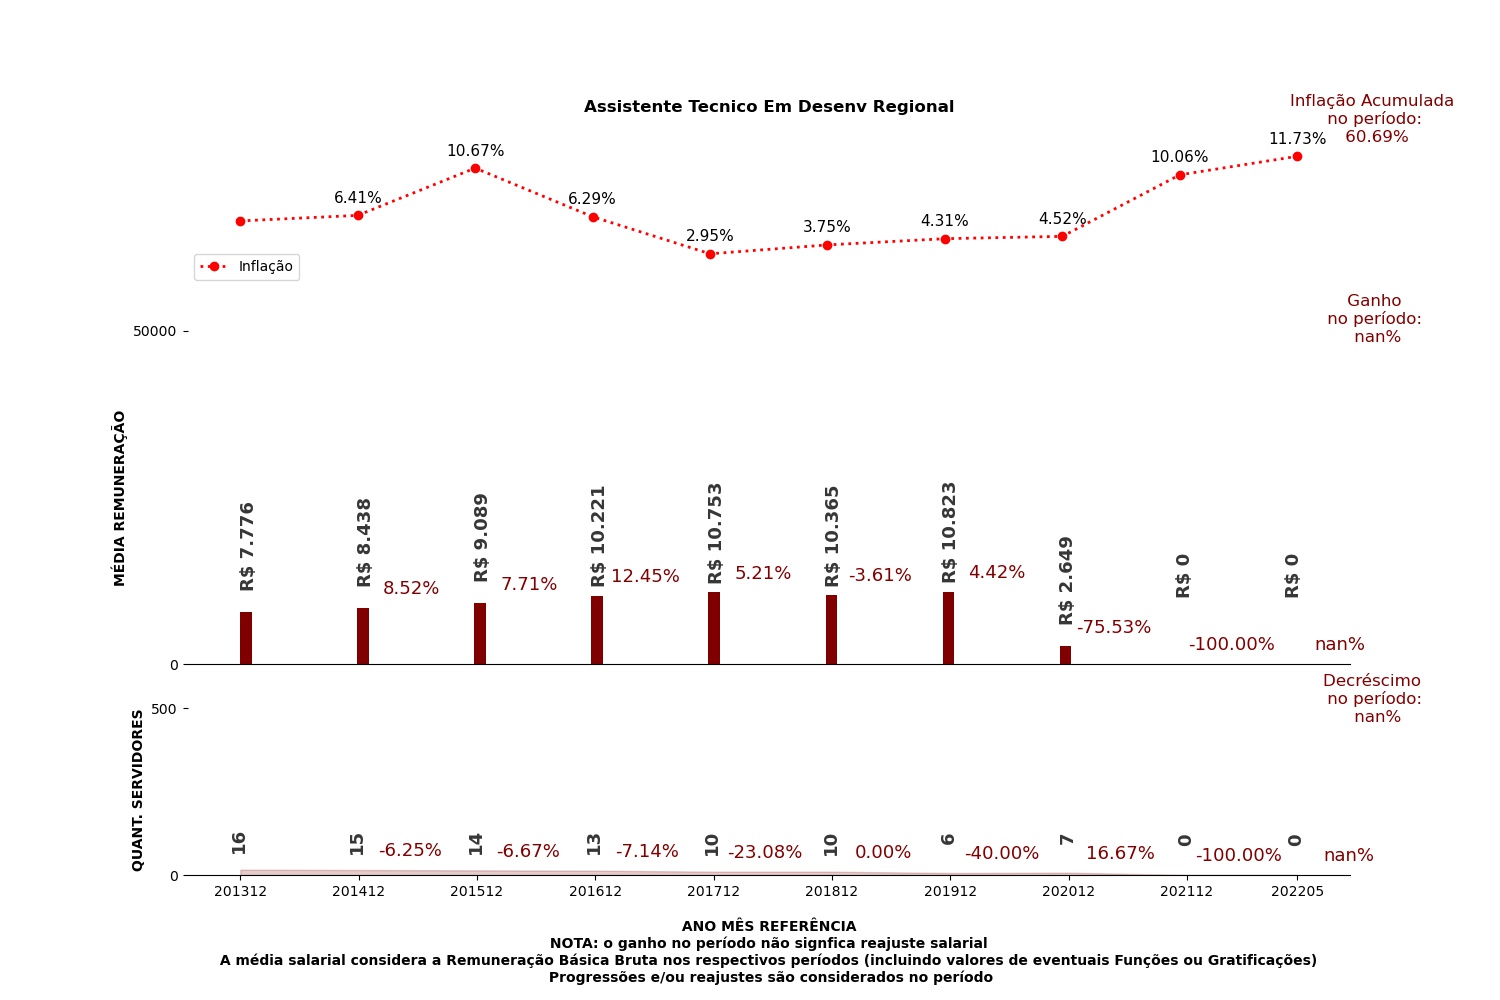 Assistente Tecnico Em Desenv Regional
Inflação Acumulada
no período:
60.69%
6.41%
10.67%
6.29%
2.95%
3.75%
4.31%
4.52%
10.06%
11.73%
Inflação
Ganho
no período:
nan%
50000
0
MÉDIA REMUNERAÇÃO
R$ 7.776
R$ 8.438
R$ 9.089
R$ 10.221
R$ 10.753
R$ 10.365
R$ 10.823
R$ 2.649
R$ 0
R$ 0
8.52%
7.71%
12.45%
5.21%
-3.61%
4.42%
-75.53%
-100.00%
nan%
Decréscimo
no período:
nan%
500
0
QUANT. SERVIDORES
16
15
14
13
10
10
6
7
0
0
-6.25%
-6.67%
-7.14%
-23.08%
0.00%
-40.00%
16.67%
-100.00%
nan%
201312
201412
201512
201612
201712
201812
201912
202012
202112
202205
ANO MÊS REFERÊNCIA
NOTA: o ganho no período não signfica reajuste salarial
A média salarial considera a Remuneração Básica Bruta nos respectivos períodos (incluindo valores de eventuais Funções ou Gratificações)
Progressões e/ou reajustes são considerados no período